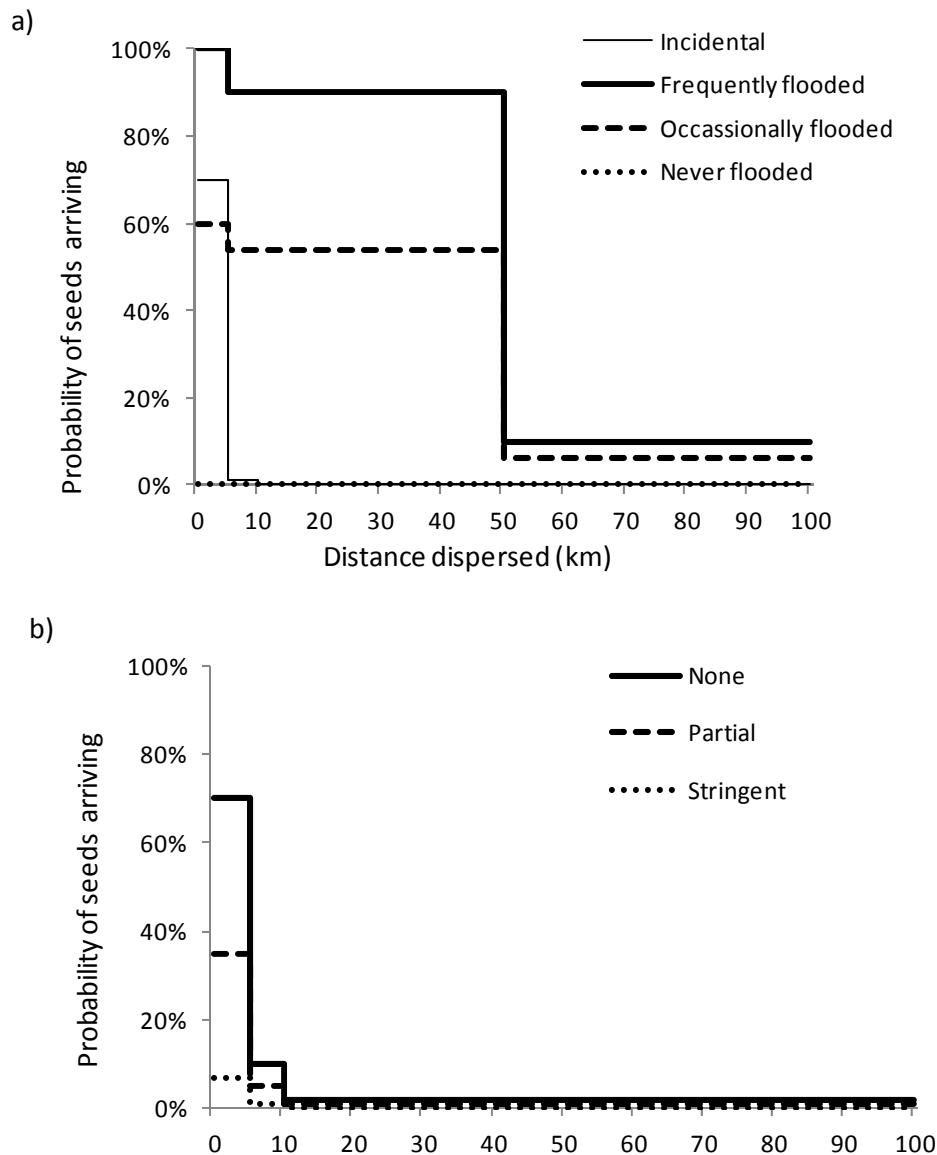 a)
Probability of seeds arriving
100%
80%
60%
40%
20%
0%
Incidental
Frequently flooded
Occassionally flooded
Never flooded
0 10 20 30 40 50 60 70 80 90 100
Distance dispersed (km)
b)
Probability of seeds arriving
100%
80%
60%
40%
20%
0%
None
Partial
Stringent
0 10 20 30 40 50 60 70 80 90 100